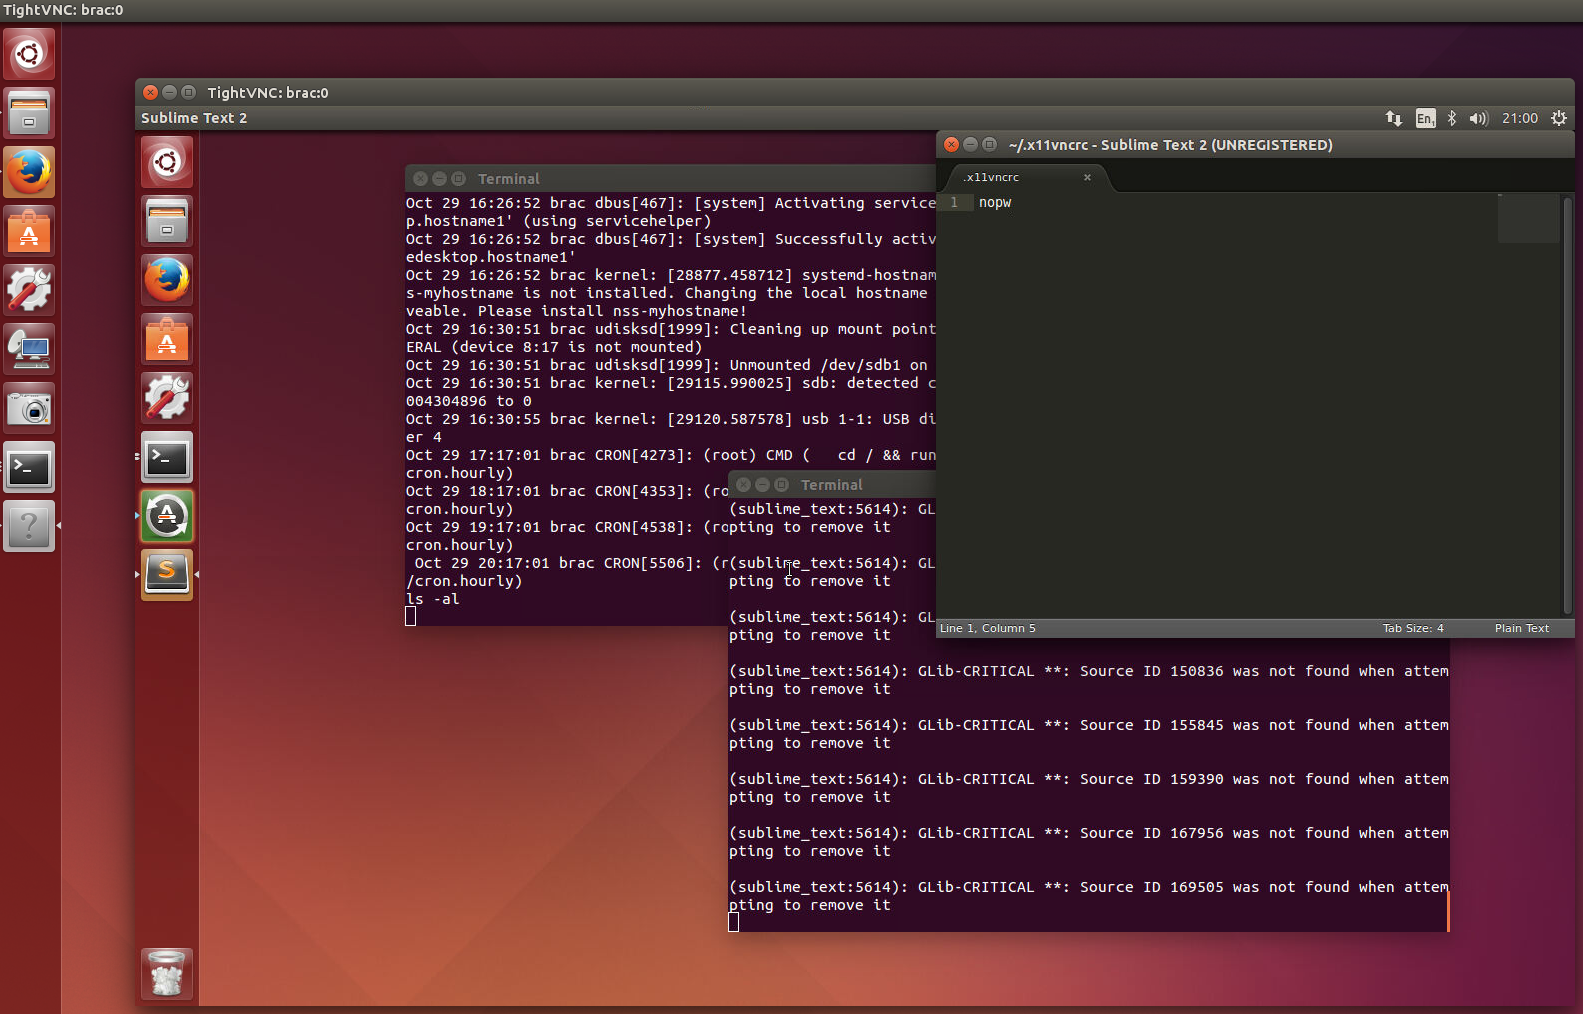 TightVNC: brac:0
TightVNC: brac:0
Sublime Text 2
En1
21:00
Terminal
Oct 29 16:26:52 brac dbus[467]: [system] Activating service
p.hostname1' (using servicehelper)
Oct 29 16:26:52 brac dbus[467]: [system] Successfully activ
edesktop.hostname1'
Oct 29 16:26:52 brac kernel: [28877.458712] systemd-hostnam
s-myhostname is not installed. Changing the local hostname
veable. Please install nss-myhostname!
Oct 29 16:30:51 brac udisksd[1999]: Cleaning up mount point
ERAL (device 8:17 is not mounted)
Oct 29 16:30:51 brac udisksd[1999]: Unmounted /dev/sdb1 on
Oct 29 16:30:51 brac kernel: [29115.990025] sdb: detected c
004304896 to 0
Oct 29 16:30:55 brac kernel: [29120.587578] usb 1-1: USB di
er 4
Oct 29 17:17:01 brac CRON[4273]: (root) CMD (   cd / && run
cron.hourly)
Oct 29 18:17:01 brac CRON[4353]: (ro
cron.hourly)
Oct 29 19:17:01 brac CRON[4538]: (ro
cron.hourly)
Oct 29 20:17:01 brac CRON[5506]: (r
/cron.hourly)
ls -al
~/.x11vncrc - Sublime Text 2 (UNREGISTERED)
.x11vncrc
1 nopw
Line 1, Column 5
Tab Size: 4
Plain Text
Terminal
(sublime_text:5614): GL
pting to remove it
(sublime_text:5614): GL
pting to remove it
(sublime_text:5614): GL
pting to remove it
(sublime_text:5614): GLib-CRITICAL **: Source ID 150836 was not found when attem
pting to remove it
(sublime_text:5614): GLib-CRITICAL **: Source ID 155845 was not found when attem
pting to remove it
(sublime_text:5614): GLib-CRITICAL **: Source ID 159390 was not found when attem
pting to remove it
(sublime_text:5614): GLib-CRITICAL **: Source ID 167956 was not found when attem
pting to remove it
(sublime_text:5614): GLib-CRITICAL **: Source ID 169505 was not found when attem
pting to remove it